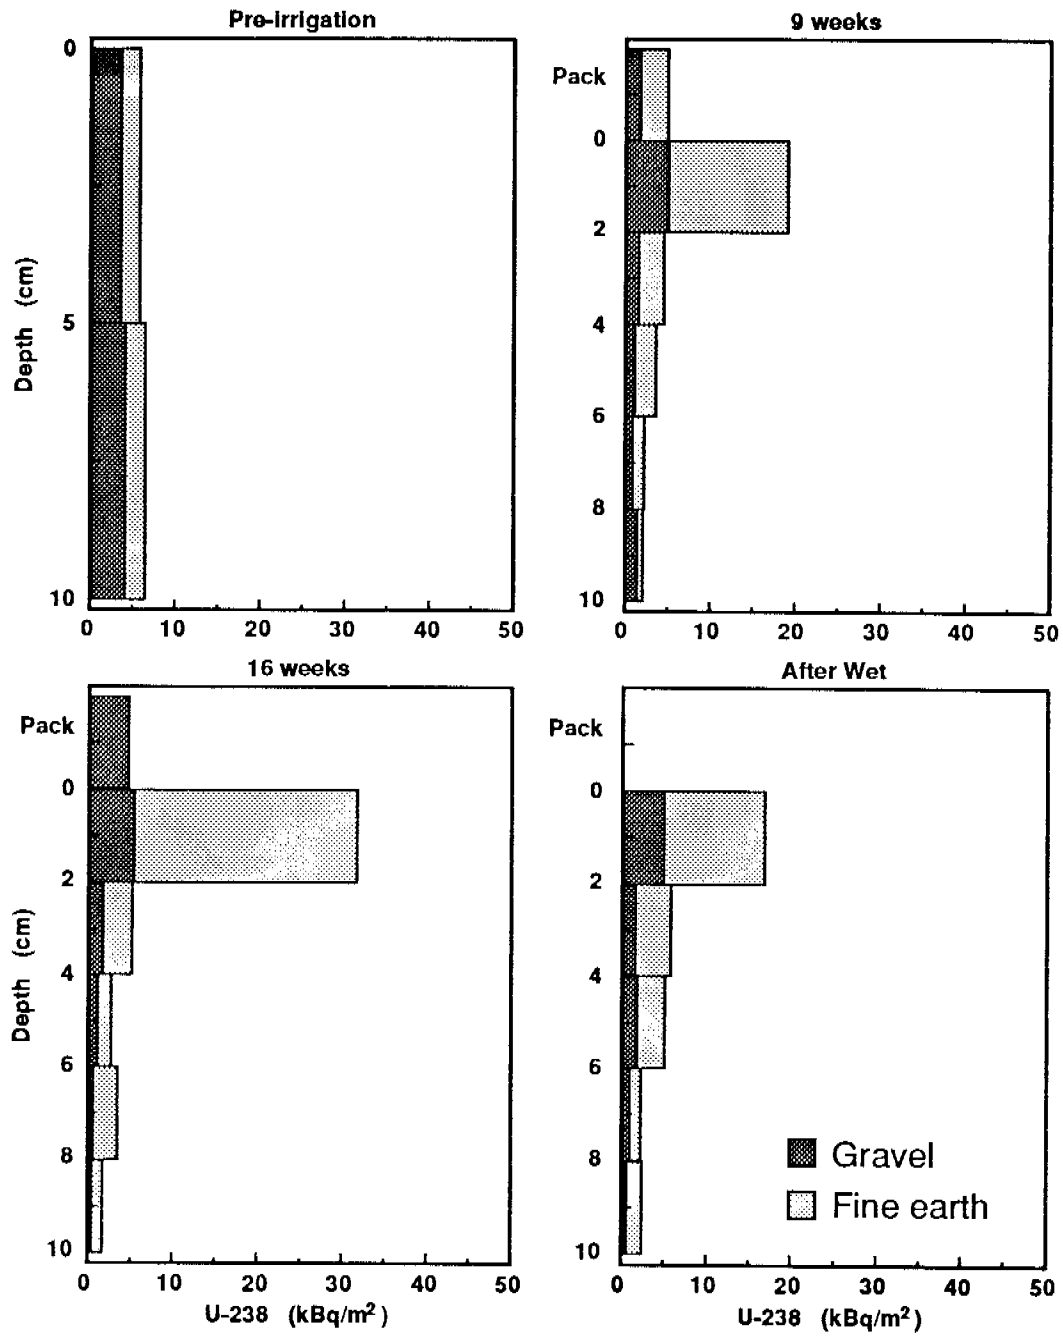 Pre-irrigation
0
5
10
Depth (cm)
0 10 20 30 40 50
9 weeks
Pack
0
2
4
6
8
10
0 10 20 30 40 50
16 weeks
Pack
0
2
4
6
8
10
Depth (cm)
0 10 20 30 40 50
U-238 (kBq/m²)
After Wet
Pack
0
2
4
6
8
10
Gravel
Fine earth
0 10 20 30 40 50
U-238 (kBq/m²)